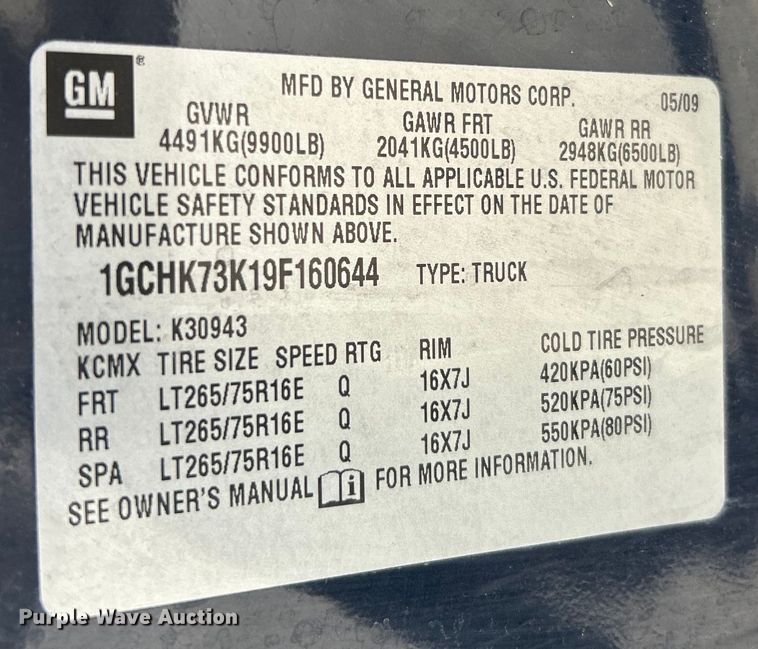 GM ®
MFD BY GENERAL MOTORS CORP. 05/09
GVWR GAWR FRT GAWR RR
4491KG(9900LB) 2041KG(4500LB) 2948KG(6500LB)
THIS VEHICLE CONFORMS TO ALL APPLICABLE U.S. FEDERAL MOTOR
VEHICLE SAFETY STANDARDS IN EFFECT ON THE DATE OF
MANUFACTURE SHOWN ABOVE.
1GCHK73K19F160644 TYPE: TRUCK
MODEL: K30943
KCMX TIRE SIZE SPEED RTG RIM COLD TIRE PRESSURE
FRT LT265/75R16E Q 16X7J 420KPA(60PSI)
RR LT265/75R16E Q 16X7J 520KPA(75PSI)
SPA LT265/75R16E Q 16X7J 550KPA(80PSI)
SEE OWNER'S MANUAL i FOR MORE INFORMATION.
Purple Wave Auction